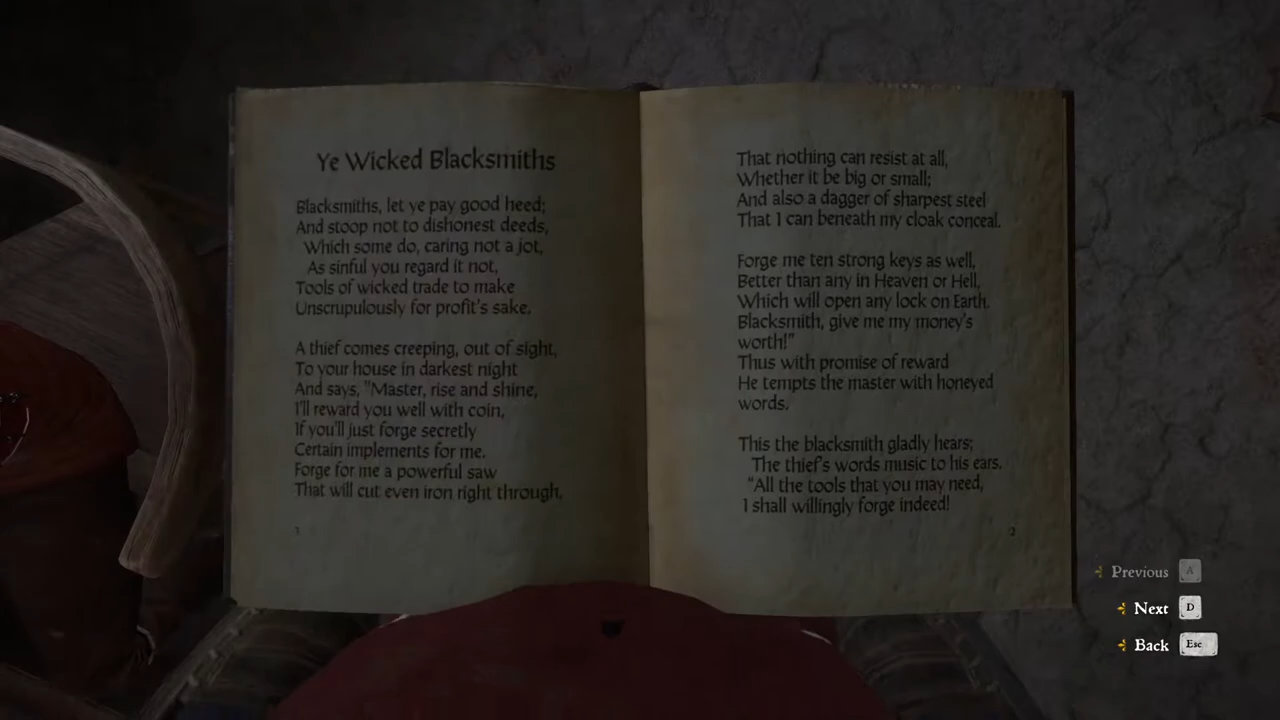 Ye Wicked Blacksmiths
Blacksmiths, let ye pay good heed;
And stoop not to dishonest deeds,
Which some do, caring not a jot,
As sinful you regard it not,
Tools of wicked trade to make
Unscrupulously for profit's sake.
A thief comes creeping, out of sight,
To your house in darkest night
And says, "Master, rise and shine,
I'll reward you well with coin,
If you'll just forge secretly
Certain implements for me.
Forge for me a powerful saw
That will cut even iron right through,
1
That nothing can resist at all,
Whether it be big or small;
And also a dagger of sharpest steel
That I can beneath my cloak conceal.
Forge me ten strong keys as well,
Better than any in Heaven or Hell,
Which will open any lock on Earth.
Blacksmith, give me my money's
worth!"
Thus with promise of reward
He tempts the master with honeyed
words.
This the blacksmith gladly hears;
The thief's words music to his ears.
"All the tools that you may need,
I shall willingly forge indeed!
2
Previous A
Next D
Back Esc